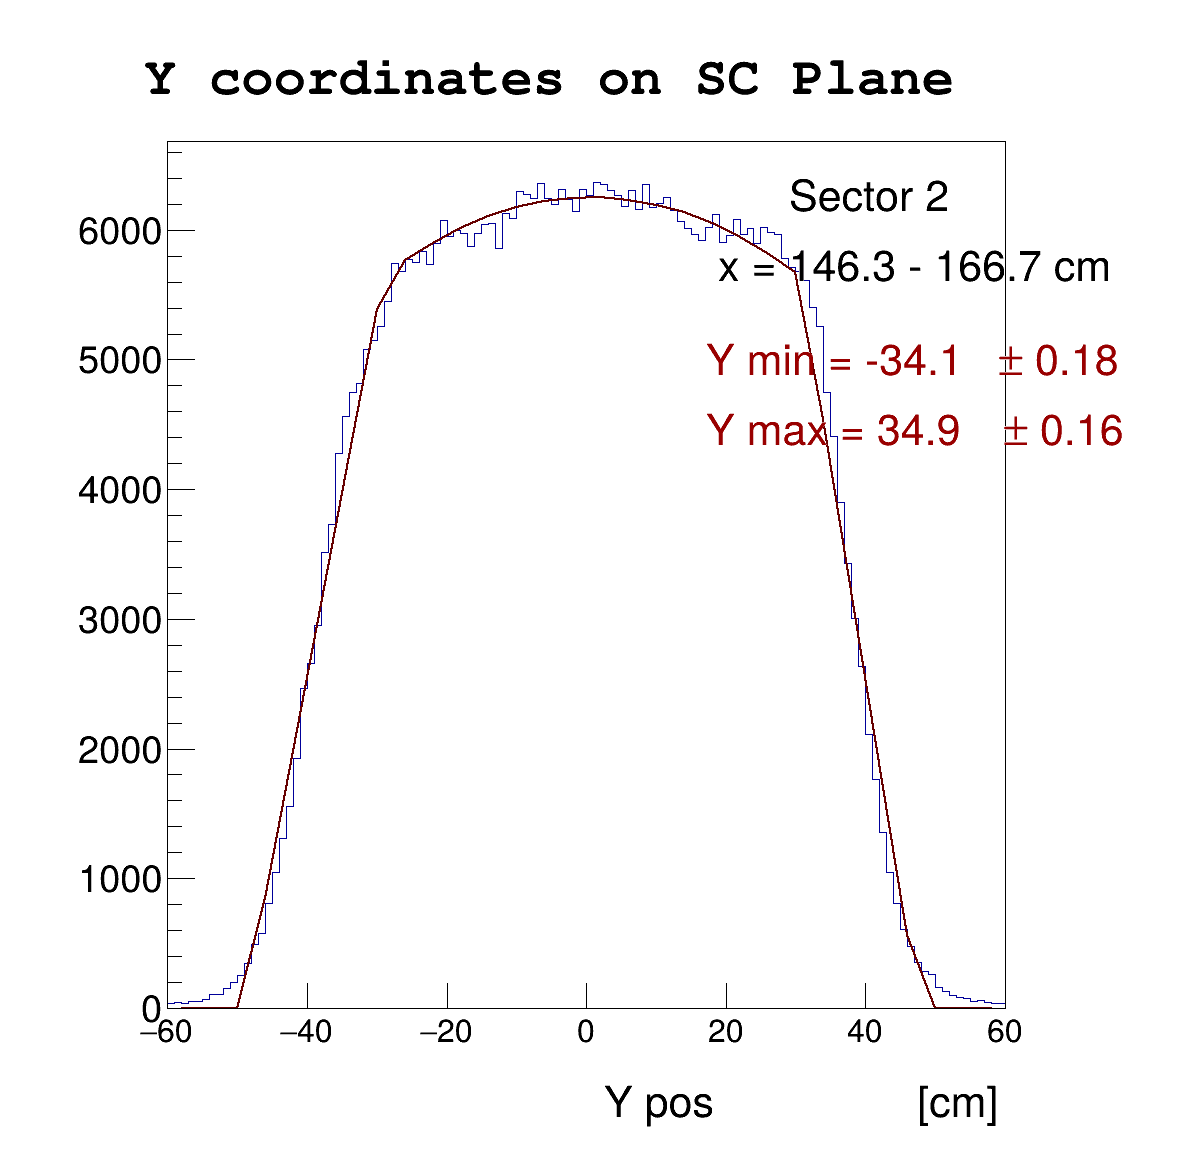 Y coordinates on SC Plane
Sector 2
x = 146.3 - 166.7 cm
Y min = -34.1 ± 0.18
Y max = 34.9 ± 0.16
6000
5000
4000
3000
2000
1000
0
−60 −40 −20 0 20 40 60
Y pos [cm]